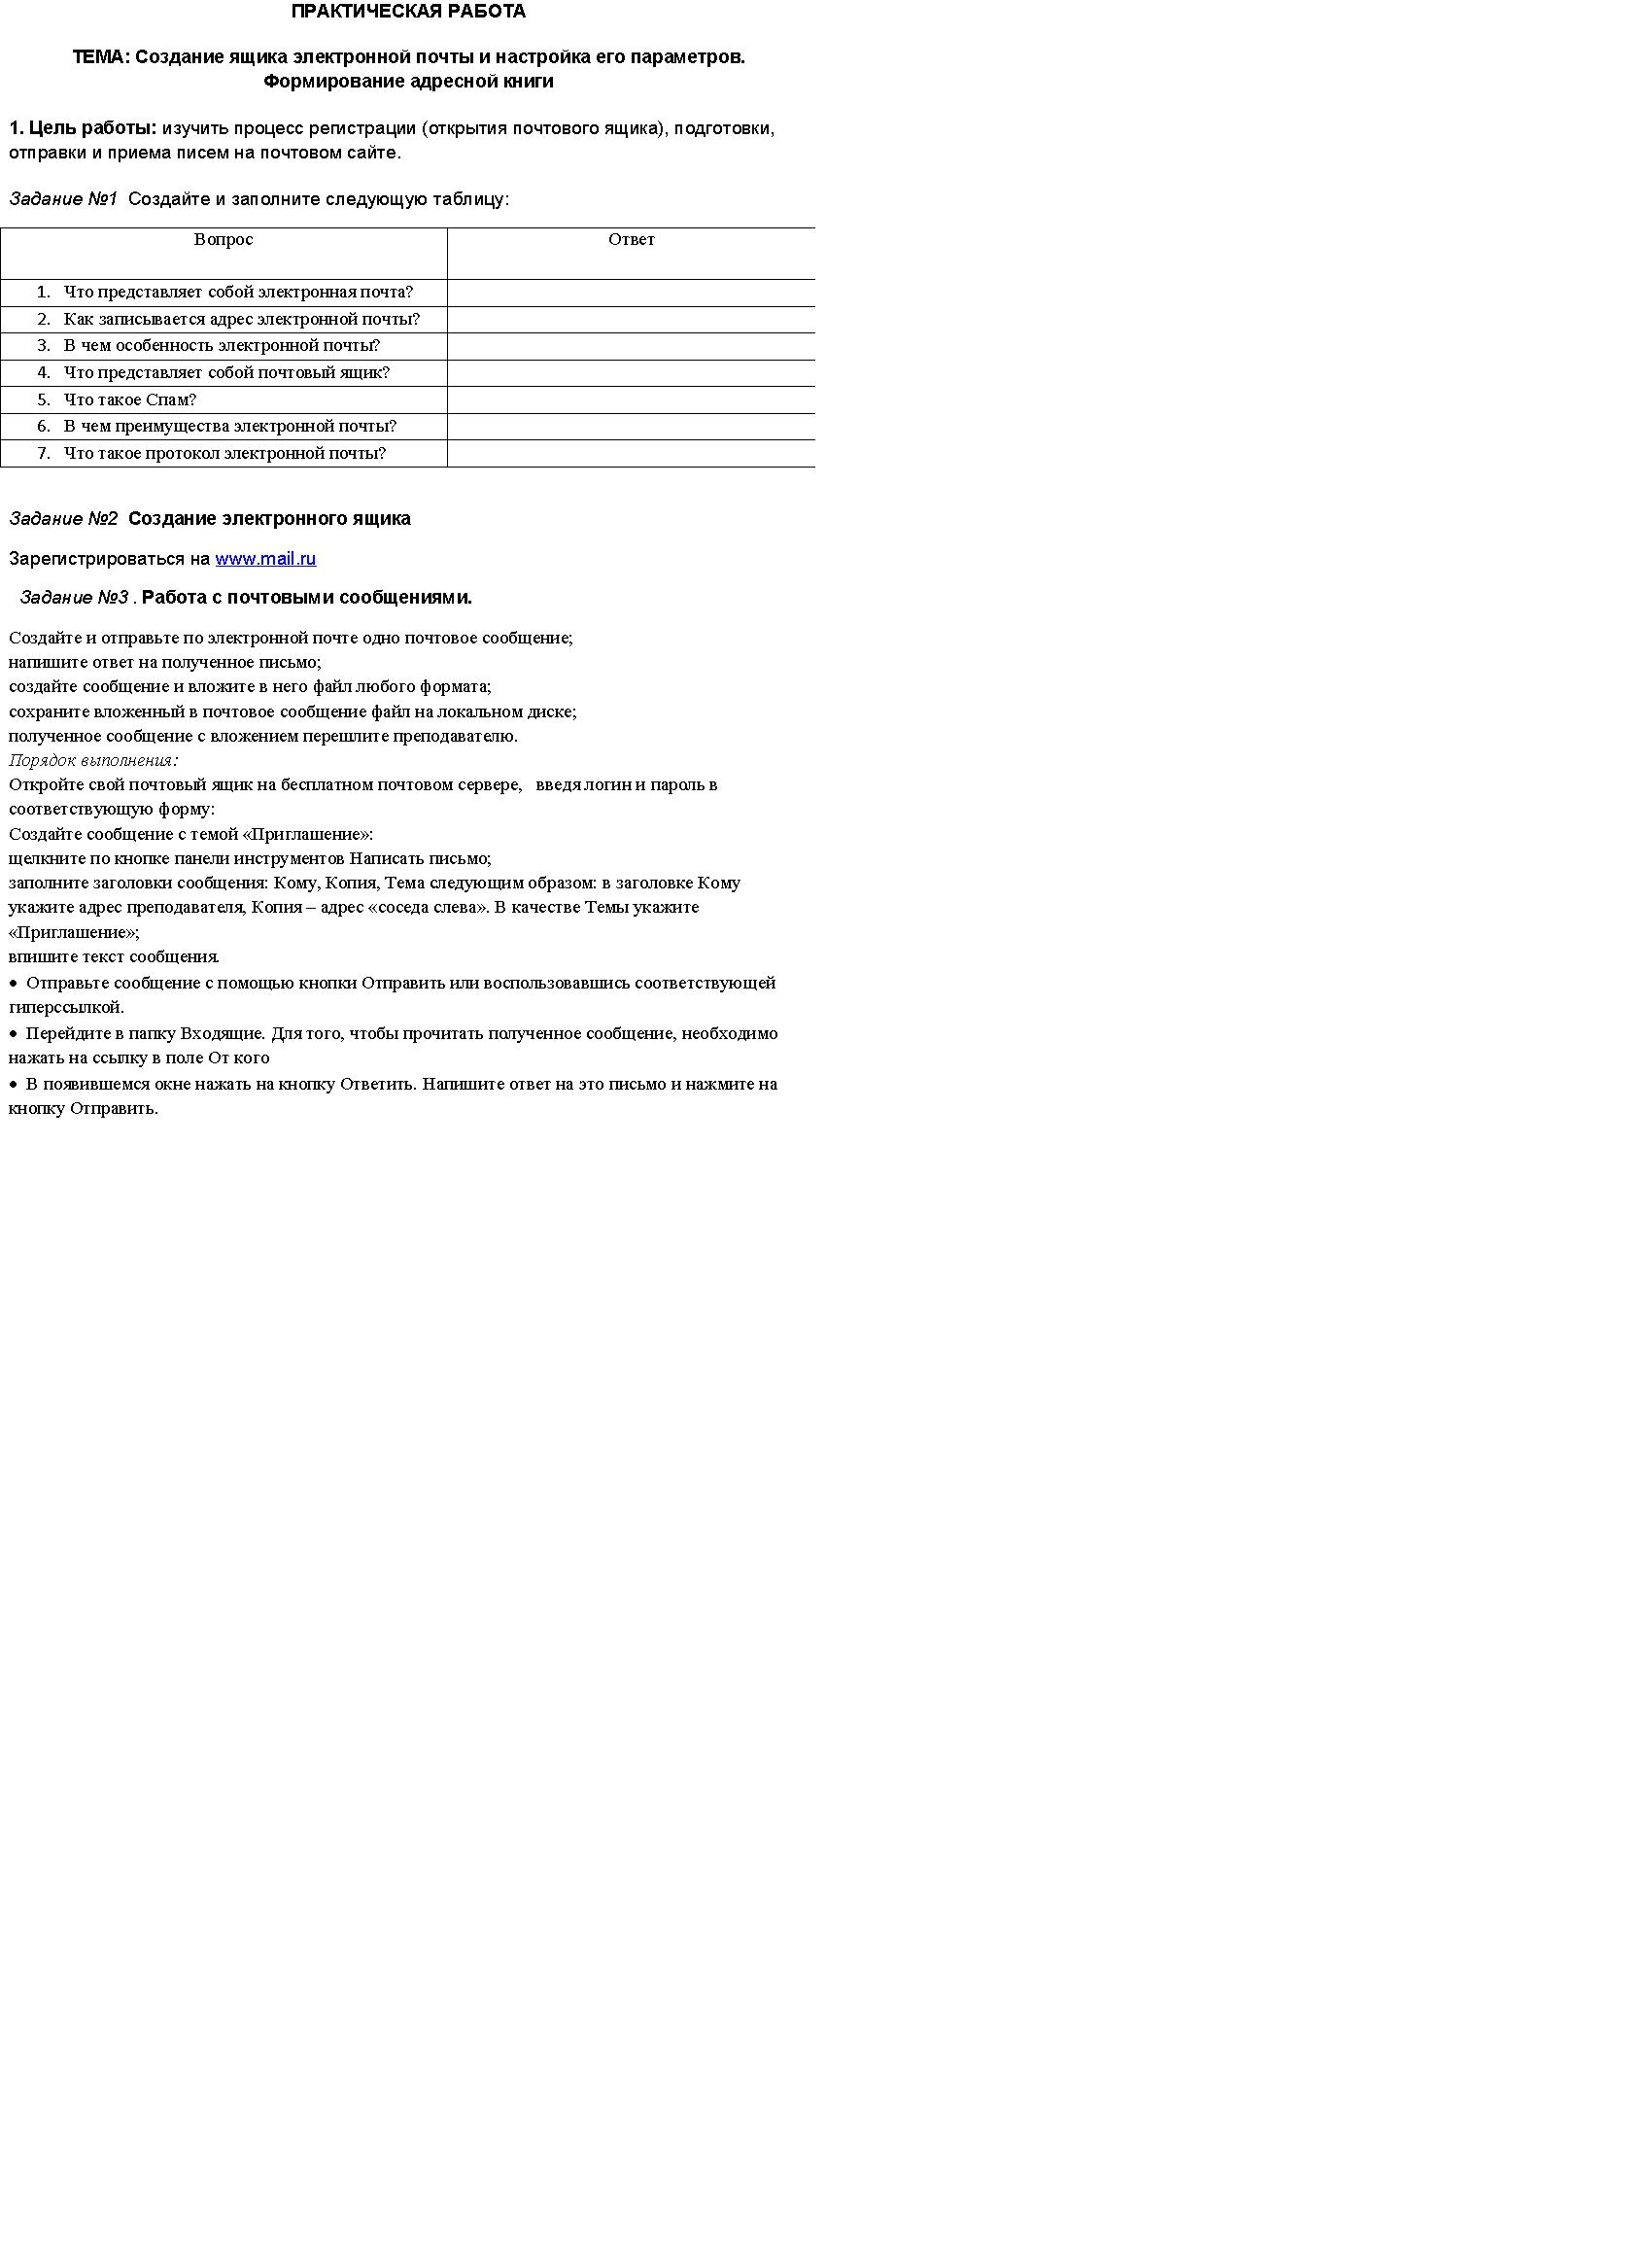 ПРАКТИЧЕСКАЯ РАБОТА
ТЕМА: Создание ящика электронной почты и настройка его параметров.
Формирование адресной книги
1. Цель работы: изучить процесс регистрации (открытия почтового ящика), подготовки,
отправки и приема писем на почтовом сайте.
Задание №1 Создайте и заполните следующую таблицу:
Вопрос Ответ
1. Что представляет собой электронная почта?
2. Как записывается адрес электронной почты?
3. В чем особенность электронной почты?
4. Что представляет собой почтовый ящик?
5. Что такое Спам?
6. В чем преимущества электронной почты?
7. Что такое протокол электронной почты?
Задание №2 Создание электронного ящика
Зарегистрироваться на www.mail.ru
Задание №3 . Работа с почтовыми сообщениями.
Создайте и отправьте по электронной почте одно почтовое сообщение;
напишите ответ на полученное письмо;
создайте сообщение и вложите в него файл любого формата;
сохраните вложенный в почтовое сообщение файл на локальном диске;
полученное сообщение с вложением перешлите преподавателю.
Порядок выполнения:
Откройте свой почтовый ящик на бесплатном почтовом сервере, введя логин и пароль в
соответствующую форму:
Создайте сообщение с темой «Приглашение»:
щелкните по кнопке панели инструментов Написать письмо;
заполните заголовки сообщения: Кому, Копия, Тема следующим образом: в заголовке Кому
укажите адрес преподавателя, Копия – адрес «соседа слева». В качестве Темы укажите
«Приглашение»;
впишите текст сообщения.
• Отправьте сообщение с помощью кнопки Отправить или воспользовавшись соответствующей
гиперссылкой.
• Перейдите в папку Входящие. Для того, чтобы прочитать полученное сообщение, необходимо
нажать на ссылку в поле От кого
• В появившемся окне нажать на кнопку Ответить. Напишите ответ на это письмо и нажмите на
кнопку Отправить.